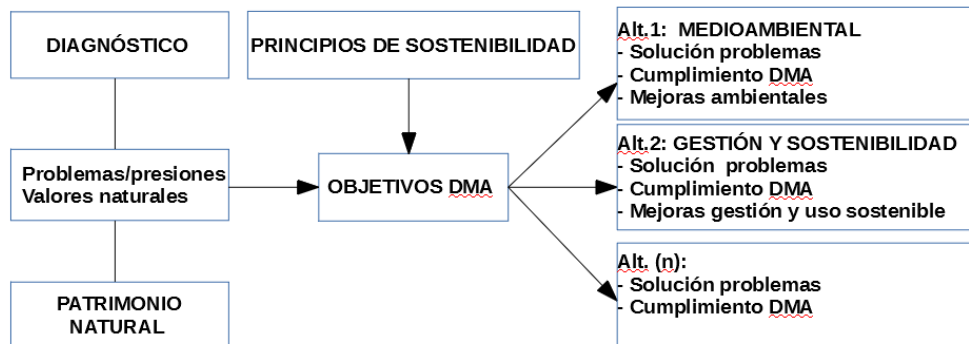 DIAGNÓSTICO
PRINCIPIOS DE SOSTENIBILIDAD
Problemas/presiones
Valores naturales
OBJETIVOS DMA
PATRIMONIO
NATURAL
Alt.1:  MEDIOAMBIENTAL
- Solución problemas
- Cumplimiento DMA
- Mejoras ambientales
Alt.2: GESTIÓN Y SOSTENIBILIDAD
- Solución  problemas
- Cumplimiento DMA
- Mejoras gestión y uso sostenible
Alt. (n):
- Solución problemas
- Cumplimiento DMA